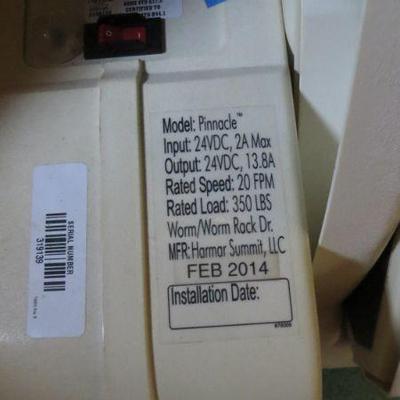 Model: Pinnacle™
Input: 24VDC, 2A Max
Output: 24VDC, 13.8A
Rated Speed: 20 FPM
Rated Load: 350 LBS
Worm/Worm Rack Dr.
MFR: Harmar Summit, LLC
FEB 2014
Installation Date:
SERIAL NUMBER
319139